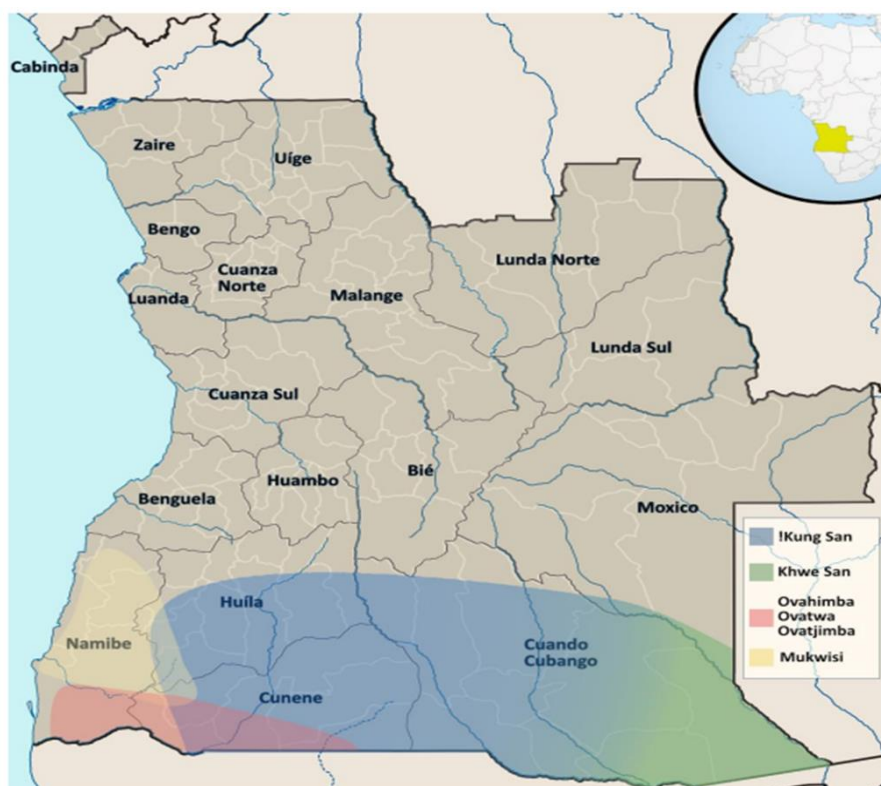 Cabinda
Zaire
Uíge
Bengo
Cuanza
Norte
Luanda
Malange
Lunda Norte
Lunda Sul
Cuanza Sul
Huambo
Bié
Benguela
Moxico
Huíla
Namibe
Cunene
Cuando
Cubango
!Kung San
Khwe San
Ovahimba
Ovatwa
Ovatjimba
Mukwisi